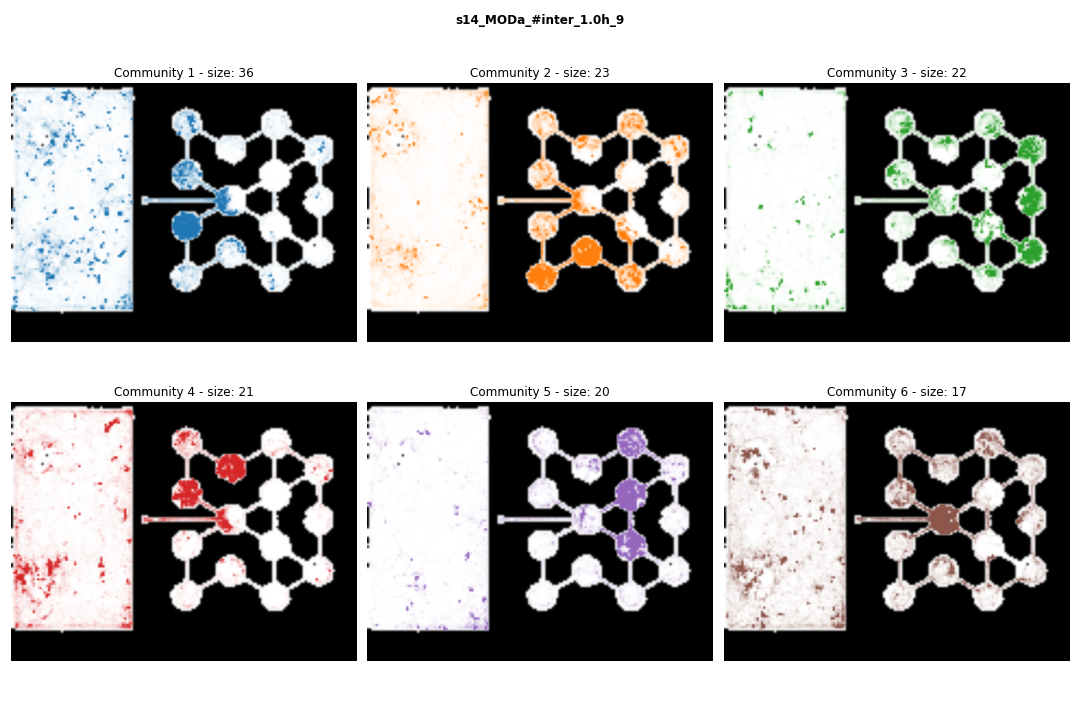 s14_MODa_#inter_1.0h_9
Community 1 - size: 36
Community 2 - size: 23
Community 3 - size: 22
Community 4 - size: 21
Community 5 - size: 20
Community 6 - size: 17